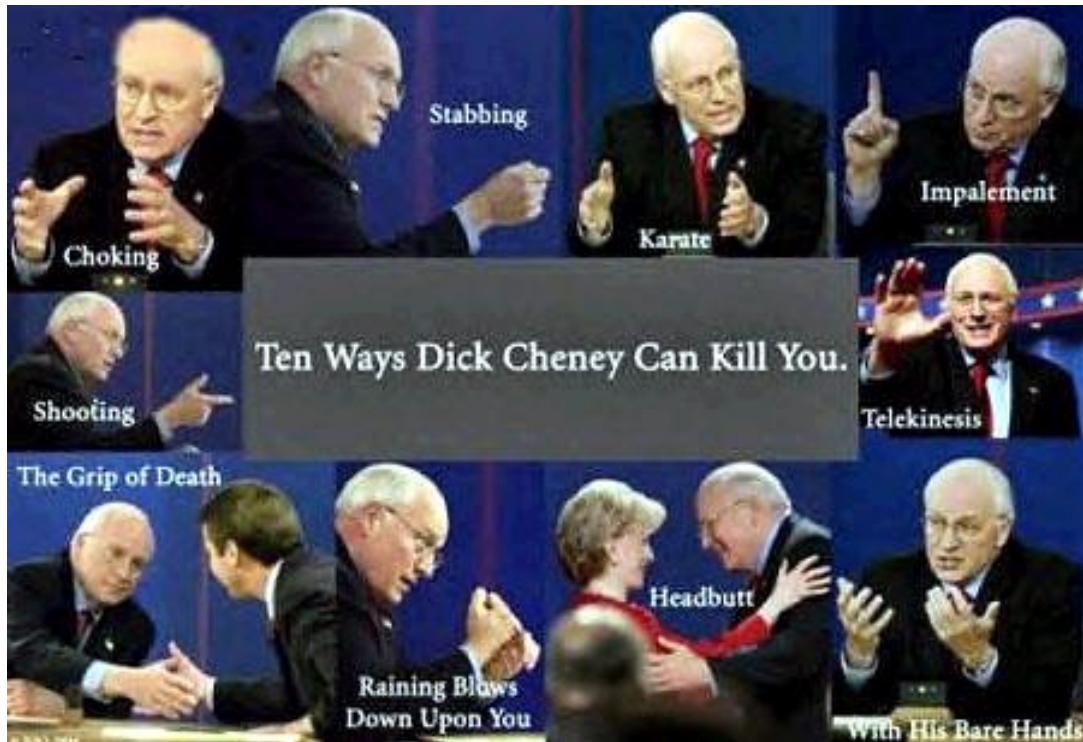 Choking
Stabbing
Karate
Impalement
Shooting
Ten Ways Dick Cheney Can Kill You.
Telekinesis
The Grip of Death
Raining Blows
Down Upon You
Headbutt
With His Bare Hands